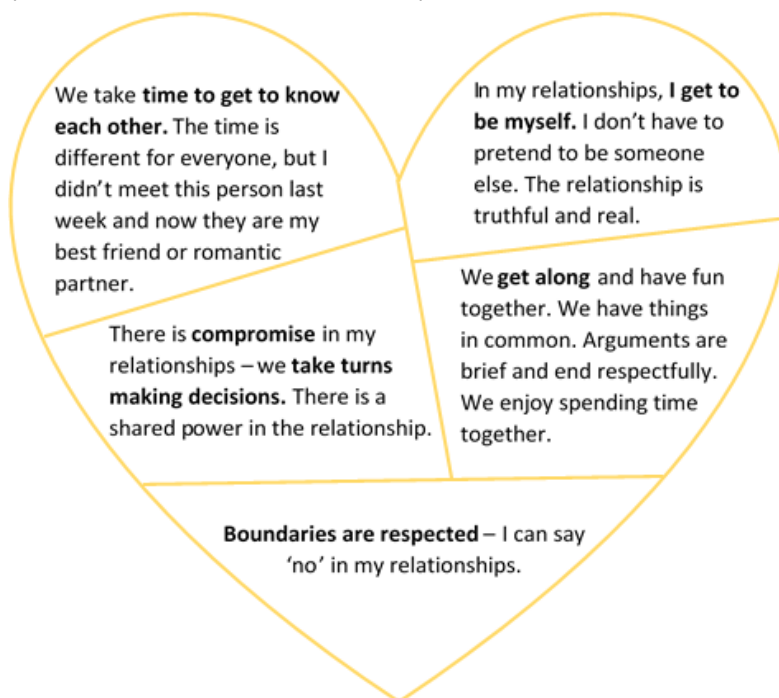 We take time to get to know
each other. The time is
different for everyone, but I
didn’t meet this person last
week and now they are my
best friend or romantic
partner.
In my relationships, I get to
be myself. I don’t have to
pretend to be someone
else. The relationship is
truthful and real.
There is compromise in my
relationships – we take turns
making decisions. There is a
shared power in the relationship.
We get along and have fun
together. We have things
in common. Arguments are
brief and end respectfully.
We enjoy spending time
together.
Boundaries are respected – I can say
‘no’ in my relationships.